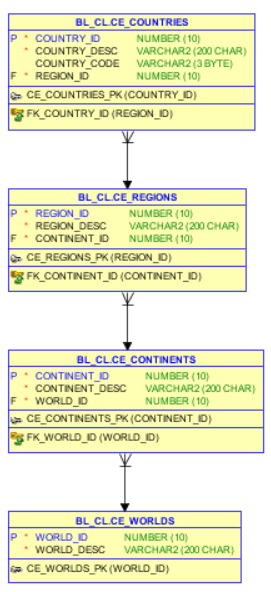 BL_CL.CE_COUNTRIES
P * COUNTRY_ID NUMBER (10)
* COUNTRY_DESC VARCHAR2 (200 CHAR)
COUNTRY_CODE VARCHAR2 (3 BYTE)
F * REGION_ID NUMBER (10)
CE_COUNTRIES_PK (COUNTRY_ID)
FK_COUNTRY_ID (REGION_ID)
BL_CL.CE_REGIONS
P * REGION_ID NUMBER (10)
* REGION_DESC VARCHAR2 (200 CHAR)
F * CONTINENT_ID NUMBER (10)
CE_REGIONS_PK (REGION_ID)
FK_CONTINENT_ID (CONTINENT_ID)
BL_CL.CE_CONTINENTS
P * CONTINENT_ID NUMBER (10)
* CONTINENT_DESC VARCHAR2 (200 CHAR)
F * WORLD_ID NUMBER (10)
CE_CONTINENTS_PK (CONTINENT_ID)
FK_WORLD_ID (WORLD_ID)
BL_CL.CE_WORLDS
P * WORLD_ID NUMBER (10)
* WORLD_DESC VARCHAR2 (200 CHAR)
CE_WORLDS_PK (WORLD_ID)